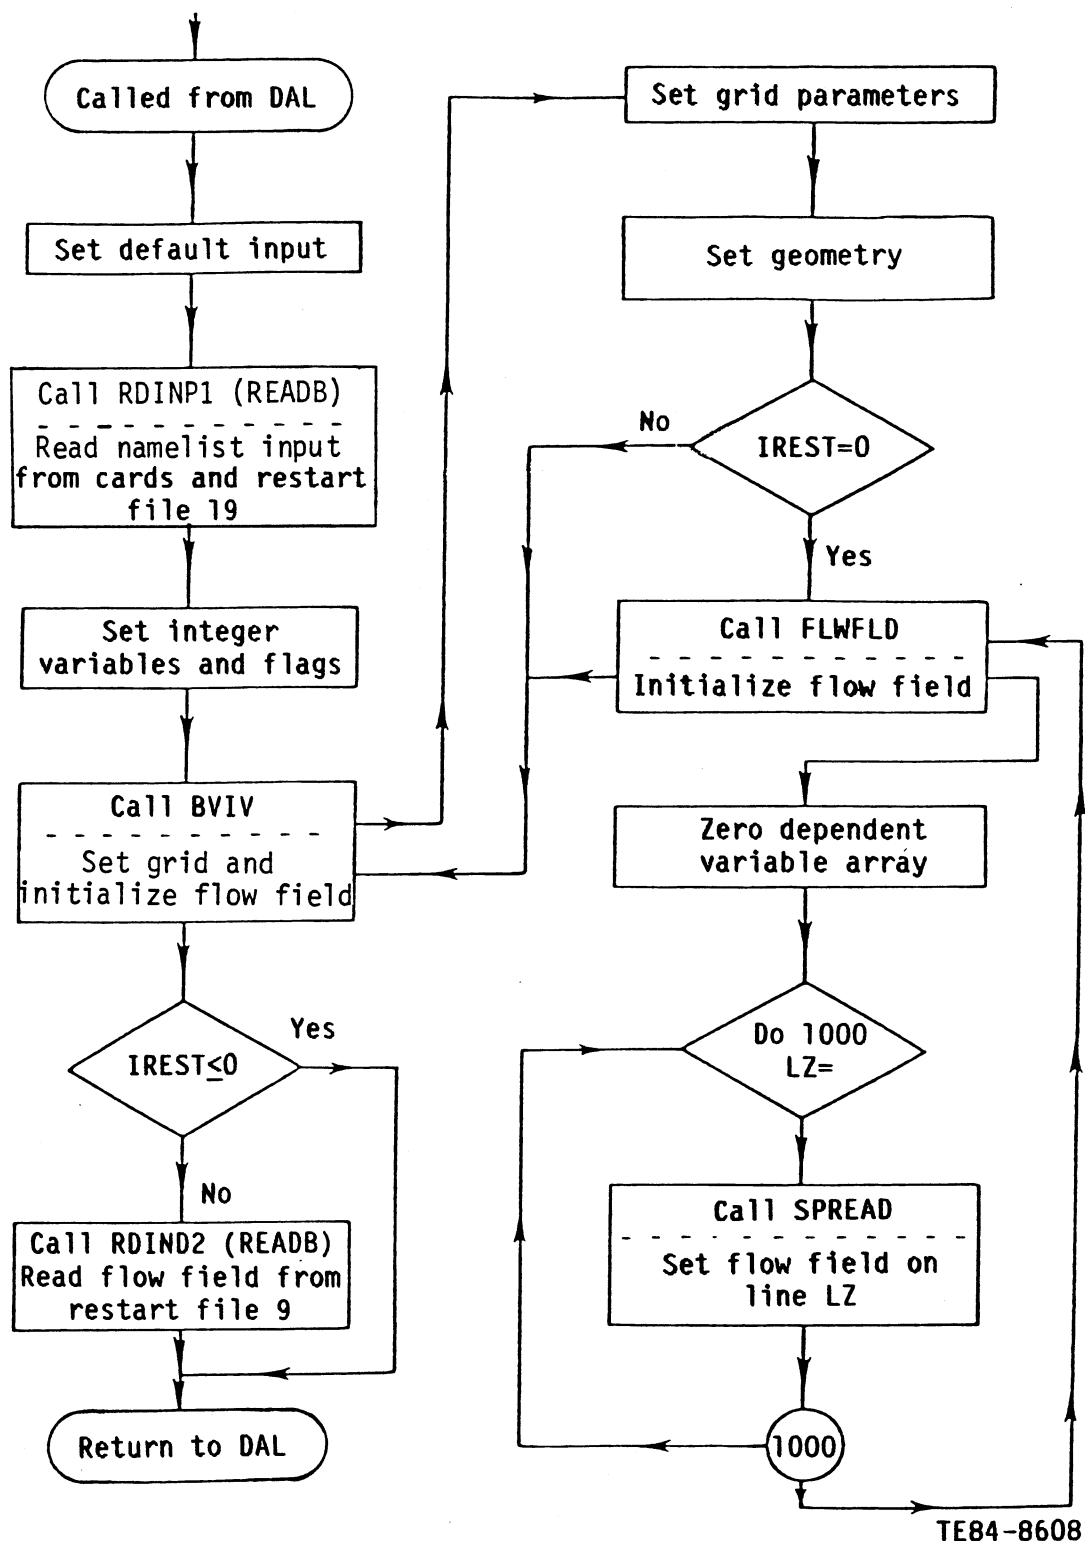 Called from DAL
Set default input
Call RDINP1 (READB)
Read namelist input
from cards and restart
file 19
Set integer
variables and flags
Call BVIV
Set grid and
initialize flow field
IREST≤0
Yes
No
Call RDIND2 (READB)
Read flow field from
restart file 9
Return to DAL
Set grid parameters
Set geometry
IREST=0
No
Yes
Call FLWFLD
Initialize flow field
Zero dependent
variable array
Do 1000
LZ=
Call SPREAD
Set flow field on
line LZ
1000
TE84-8608